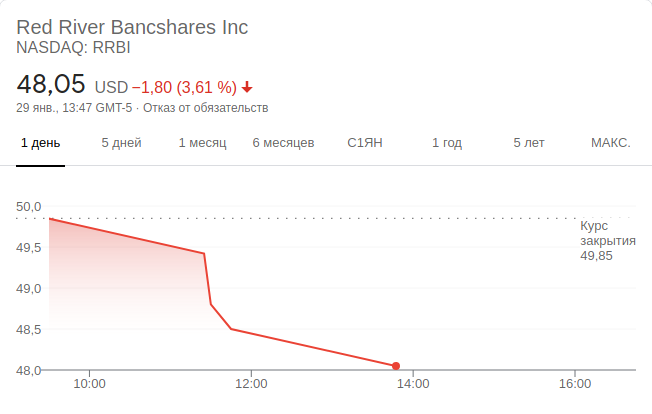 Red River Bancshares Inc
NASDAQ: RRBI
48,05 USD −1,80 (3,61 %)
29 янв., 13:47 GMT-5 · Отказ от обязательств
1 день 5 дней 1 месяц 6 месяцев С1ЯН 1 год 5 лет МАКС.
50,0
Курс
закрытия
49,85
49,5
49,0
48,5
48,0
10:00 12:00 14:00 16:00